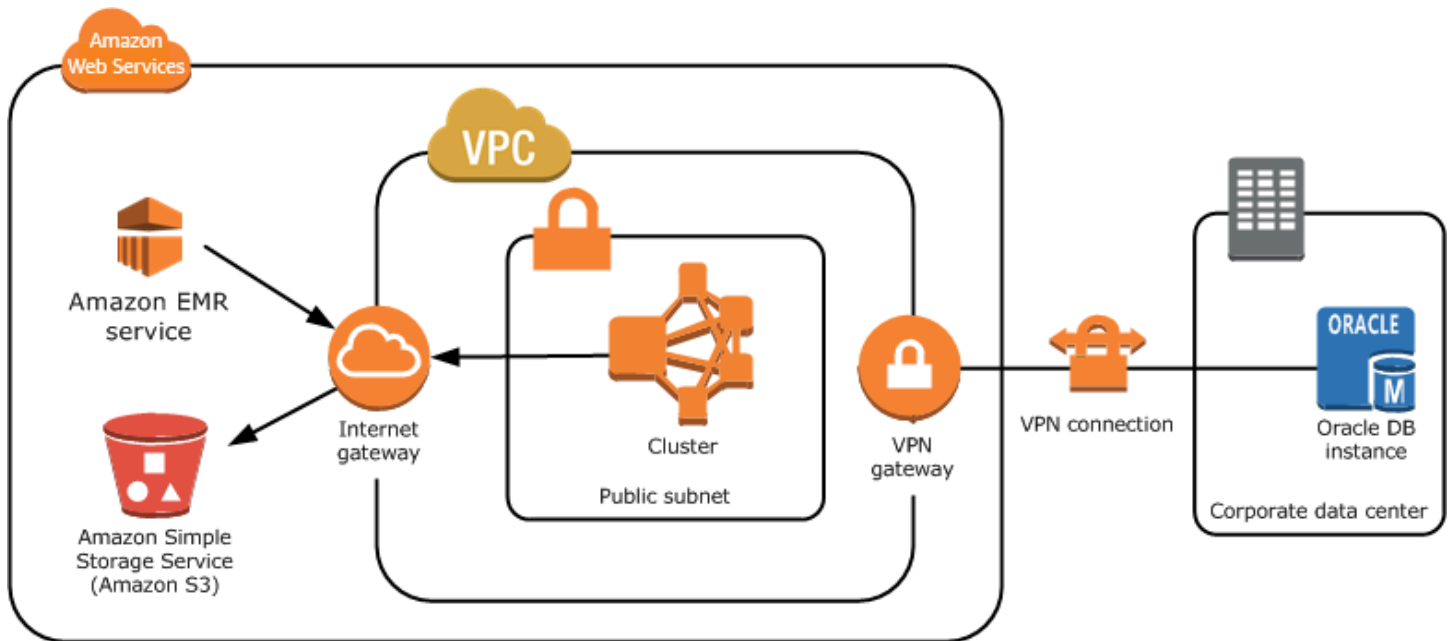 Amazon
Web Services
VPC
Amazon EMR
service
Internet
gateway
Cluster
Public subnet
VPN
gateway
VPN connection
ORACLE
M
Oracle DB
instance
Corporate data center
Amazon Simple
Storage Service
(Amazon S3)